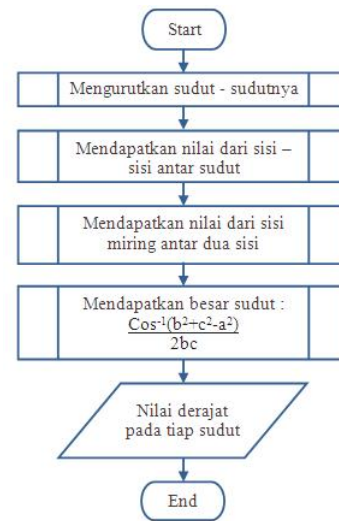 Start
Mengurutkan sudut - sudutnya
Mendapatkan nilai dari sisi –
sisi antar sudut
Mendapatkan nilai dari sisi
miring antar dua sisi
Mendapatkan besar sudut :
Cos⁻¹(b²+c²-a²)
2bc
Nilai derajat
pada tiap sudut
End